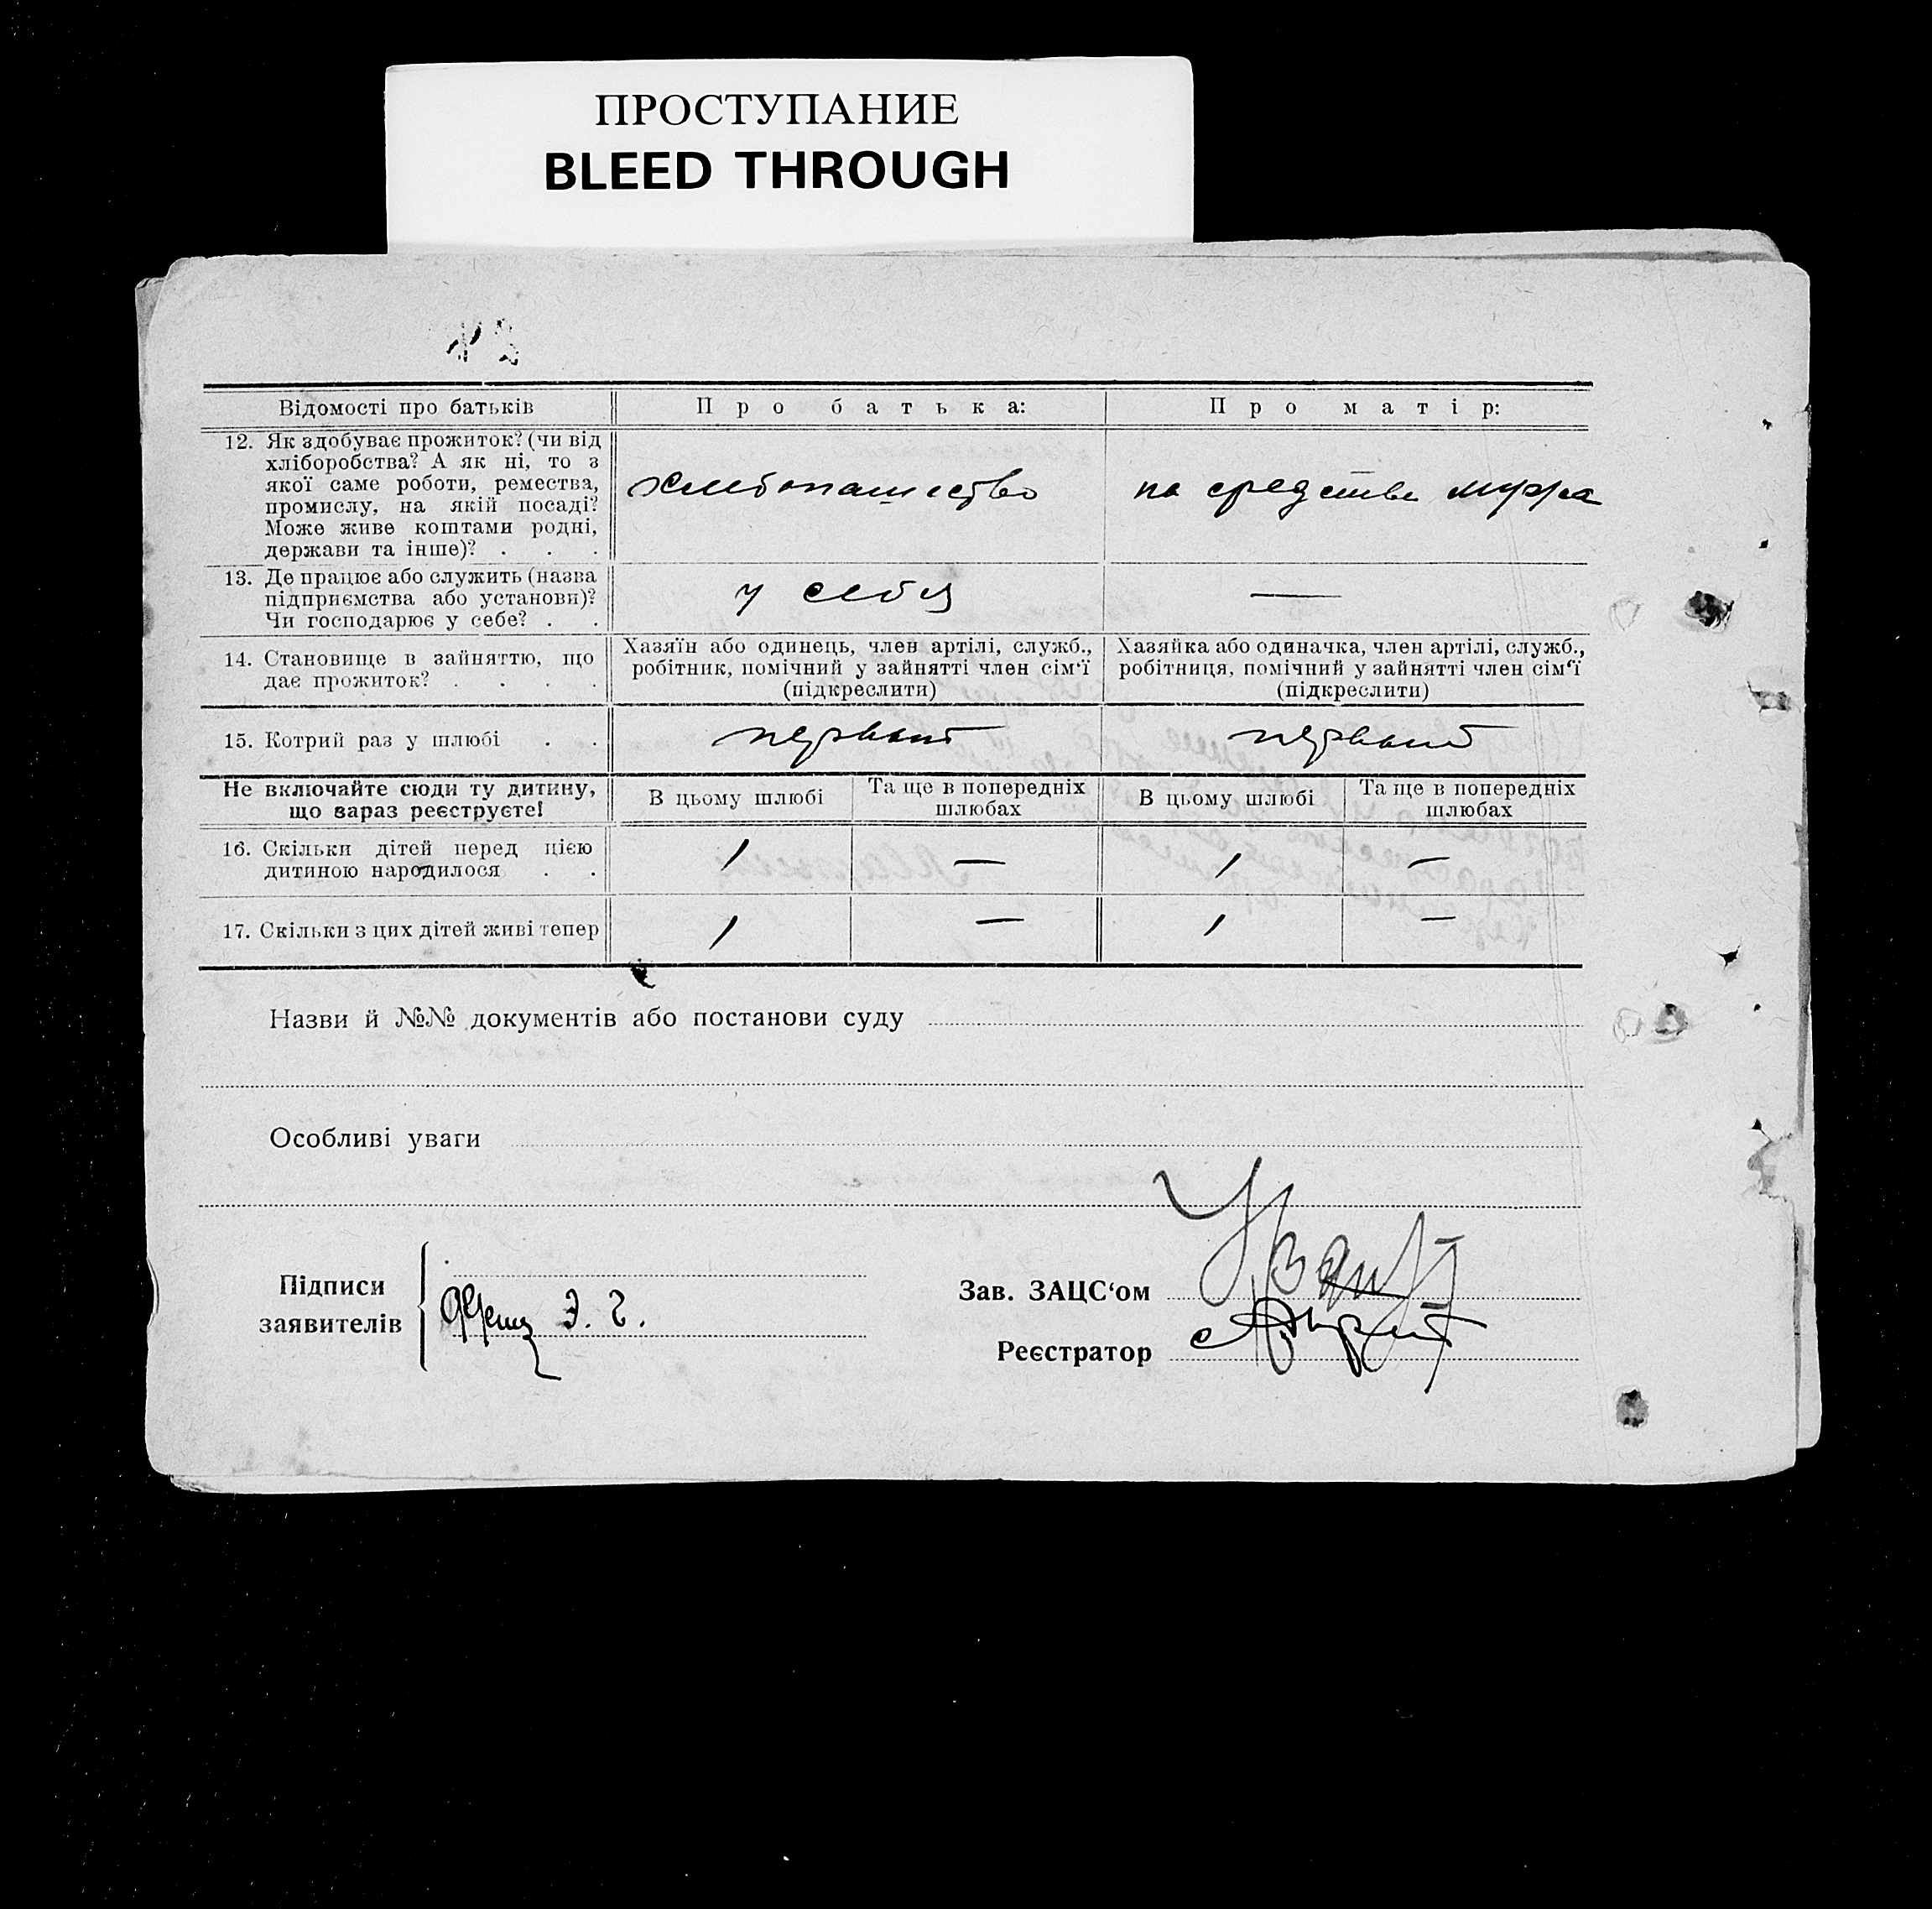 ПРОСТУПАНИЕ
BLEED THROUGH
Відомості про батьків
Про батька:
Про матір:
12. Як здобуває прожиток? (чи від
хліборобства? А як ні, то з
якої саме роботи, ремества,
промислу, на якій посаді?
Може живе коштами родні,
держави та інше)? . . .
хлебопашество
на средстве мужа
13. Де працює або служить (назва
підприємства або установи)?
Чи господарює у себе? . .
у себя
—
14. Становище в зайняттю, що
дає прожиток? . . . .
Хазяїн або одинець, член артілі, служб.,
робітник, помічний у зайнятті член сім'ї
(підкреслити)
Хазяйка або одиначка, член артілі, служб.,
робітниця, помічний у зайнятті член сім'ї
(підкреслити)
15. Котрий раз у шлюбі . .
первый
первый
Не включайте сюди ту дитину,
що зараз реєструєте!
В цьому шлюбі
Та ще в попередніх
шлюбах
В цьому шлюбі
Та ще в попередніх
шлюбах
16. Скільки дітей перед цією
дитиною народилося . .
1
—
1
—
17. Скільки з цих дітей живі тепер
1
—
1
—
Назви й №№ документів або постанови суду
Особливі уваги
Підписи
заявителів
Э. Г.
Зав. ЗАЦС'ом
Реєстратор